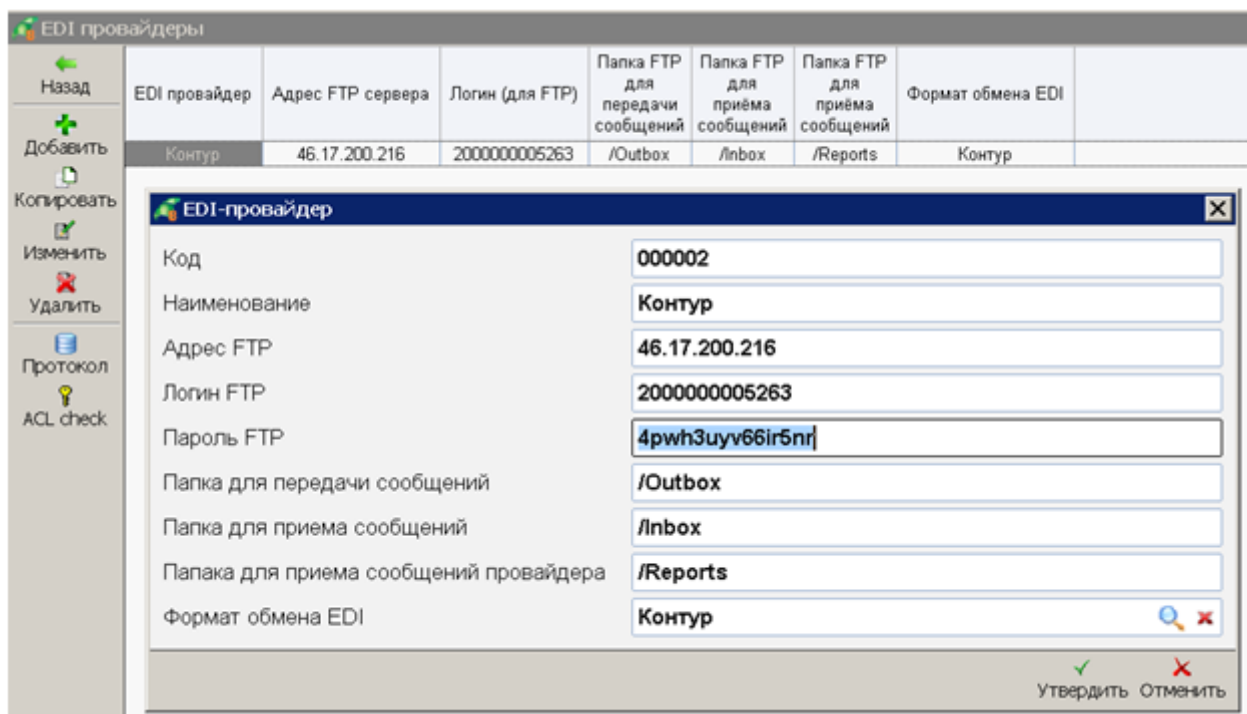 EDI провайдеры
Назад
Добавить
Копировать
Изменить
Удалить
Протокол
ACL check
EDI провайдер
Адрес FTP сервера
Логин (для FTP)
Папка FTP
для
передачи
сообщений
Папка FTP
для
приёма
сообщений
Папка FTP
для
приёма
сообщений
Формат обмена EDI
Контур
46.17.200.216
2000000005263
/Outbox
/Inbox
/Reports
Контур
EDI-провайдер
Код
000002
Наименование
Контур
Адрес FTP
46.17.200.216
Логин FTP
2000000005263
Пароль FTP
4pwh3uyv66ir5nr
Папка для передачи сообщений
/Outbox
Папка для приема сообщений
/Inbox
Папака для приема сообщений провайдера
/Reports
Формат обмена EDI
Контур
Утвердить
Отменить